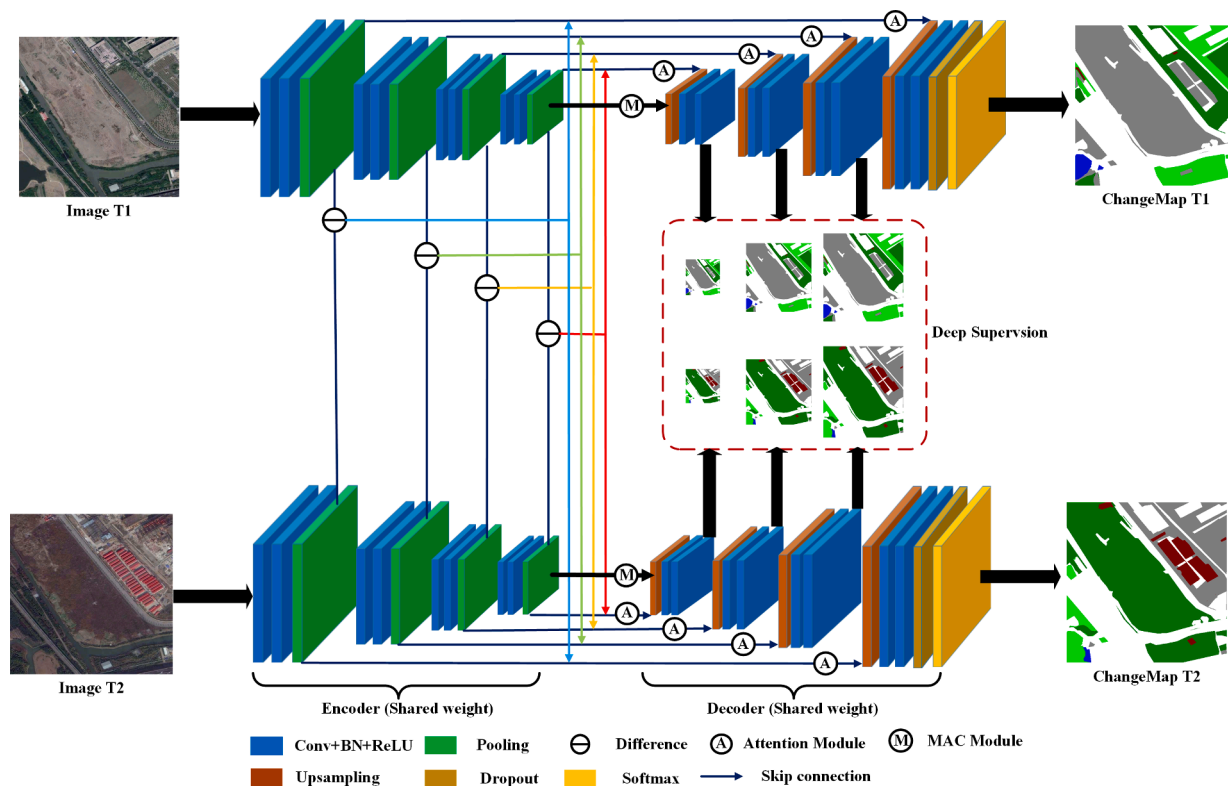 A
A
A
A
M
Image T1
ChangeMap T1
Deep Supervsion
M
A
A
A
A
Image T2
ChangeMap T2
Encoder (Shared weight)
Decoder (Shared weight)
Conv+BN+ReLU
Pooling
Difference
A Attention Module
M MAC Module
Upsampling
Dropout
Softmax
Skip connection